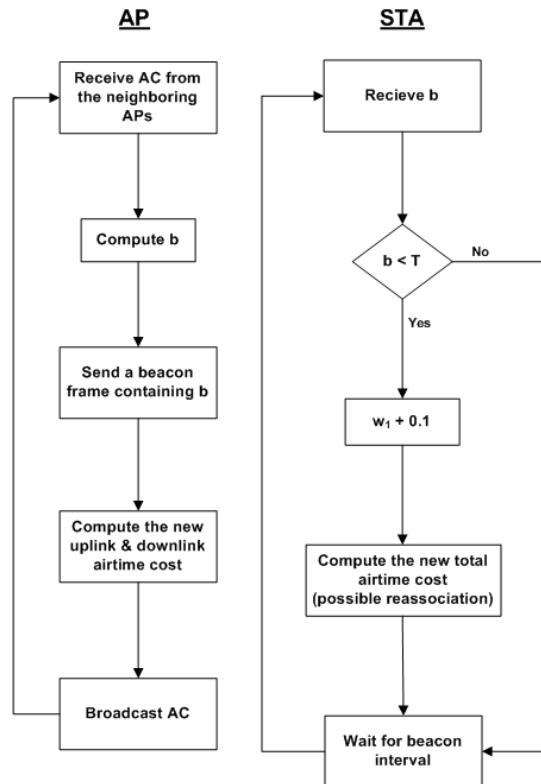 AP
Receive AC from
the neighboring
APs
Compute b
Send a beacon
frame containing b
Compute the new
uplink & downlink
airtime cost
Broadcast AC
STA
Recieve b
b < T
No
Yes
w₁ + 0.1
Compute the new total
airtime cost
(possible reassociation)
Wait for beacon
interval